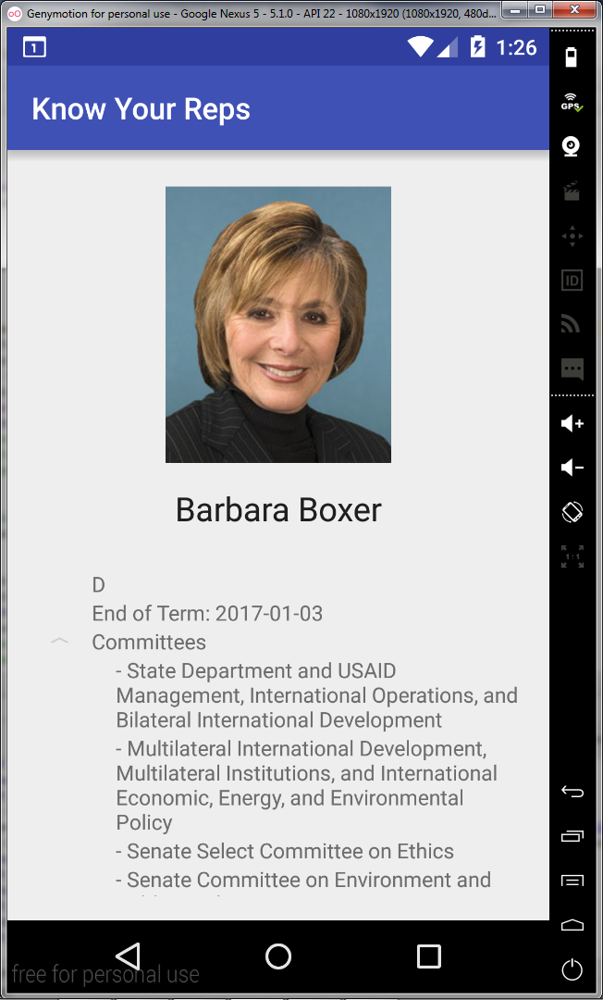 Genymotion for personal use - Google Nexus 5 - 5.1.0 - API 22 - 1080x1920 (1080x1920, 480d...
1
1:26
GPS
Know Your Reps
ID
Barbara Boxer
1:1
D
End of Term: 2017-01-03
Committees
- State Department and USAID
Management, International Operations, and
Bilateral International Development
- Multilateral International Development,
Multilateral Institutions, and International
Economic, Energy, and Environmental
Policy
- Senate Select Committee on Ethics
- Senate Committee on Environment and
free for personal use